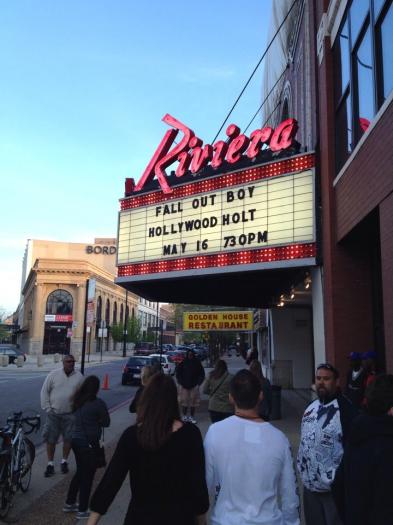 Riviera
FALL OUT BOY
HOLLYWOOD HOLT
MAY 16 730PM
BORD
GOLDEN HOUSE
RESTAURANT